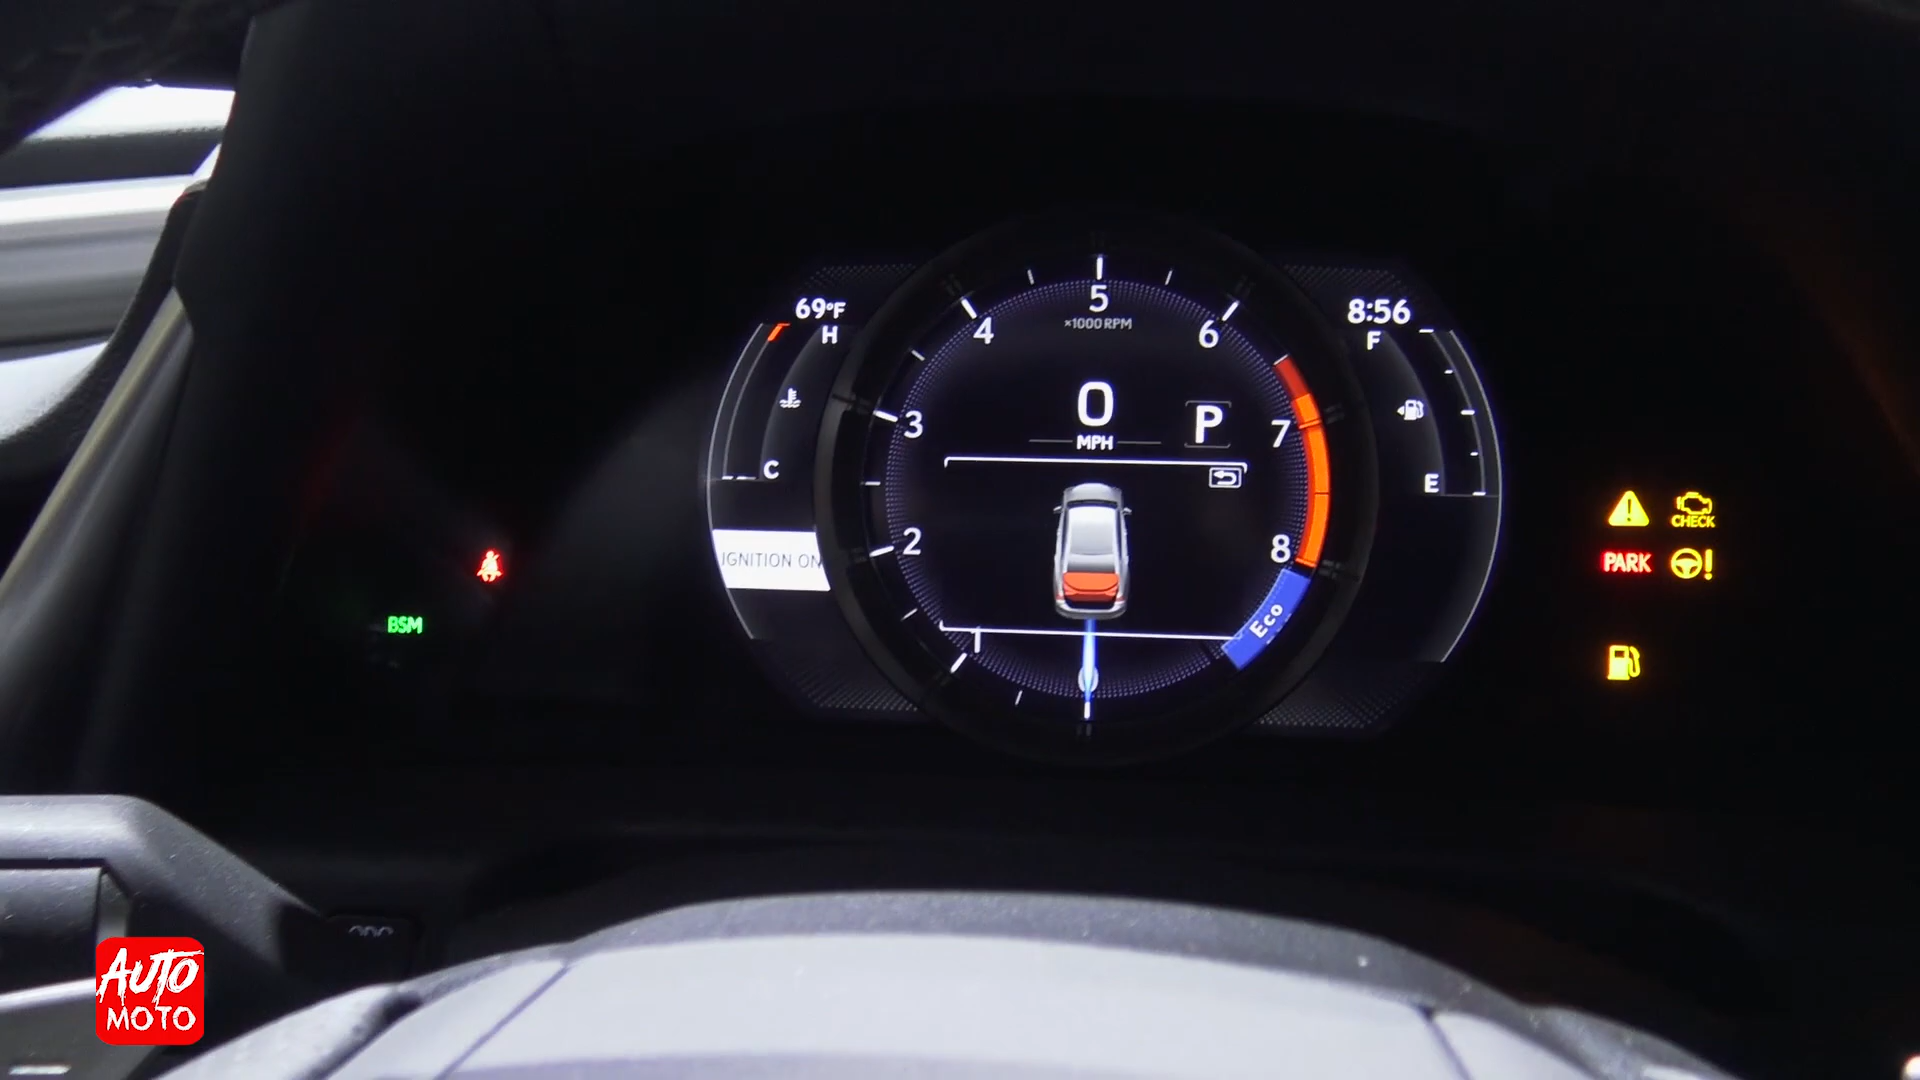 69°F
8:56
H
F
C
E
5
×1000 RPM
4
6
3
7
2
8
1
0
MPH
P
IGNITION ON
Eco
BSM
CHECK
PARK
AUTO
MOTO